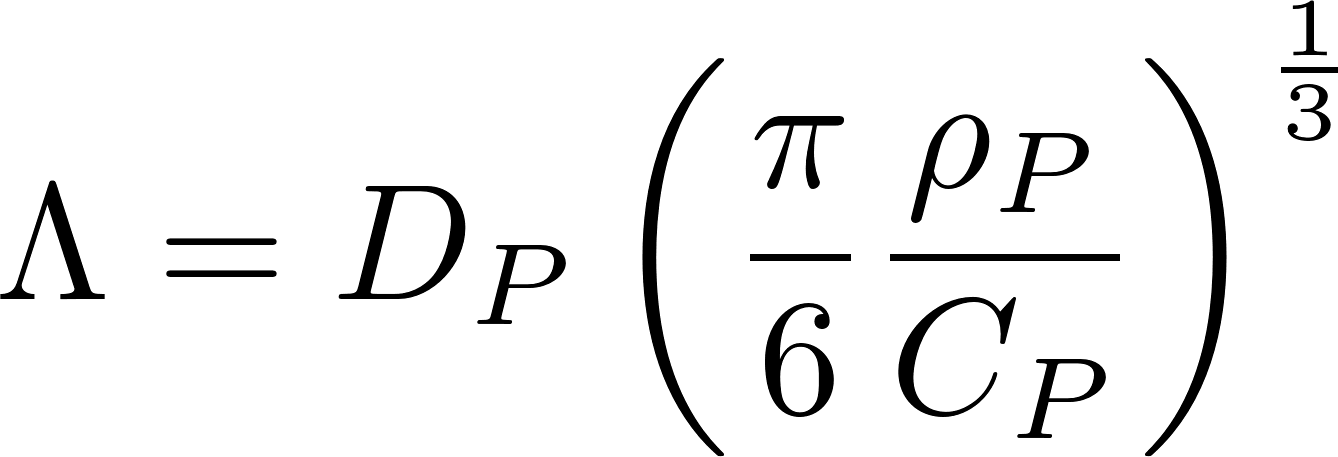 Λ = D_P (π/6 ρ_P/C_P)^{1/3}